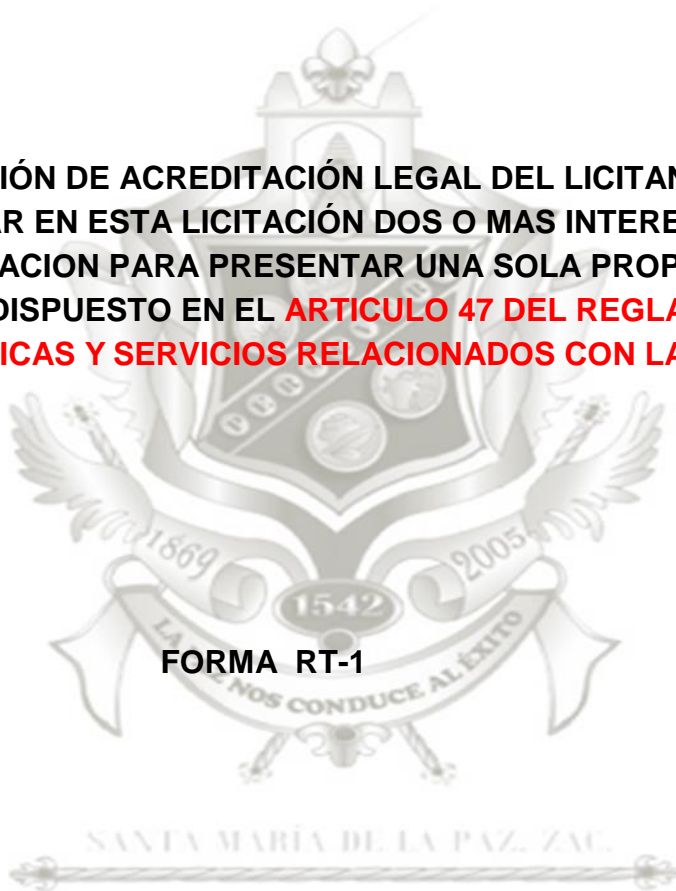 IÓN DE ACREDITACIÓN LEGAL DEL LICITAN
AR EN ESTA LICITACIÓN DOS O MAS INTERE
ACION PARA PRESENTAR UNA SOLA PROP
DISPUESTO EN EL ARTICULO 47 DEL REGLA
ICAS Y SERVICIOS RELACIONADOS CON LA
1869
2005
1542
FORMA RT-1
LA PAZ NOS CONDUCE AL ÉXITO
SANTA MARÍA DE LA PAZ, ZAC.